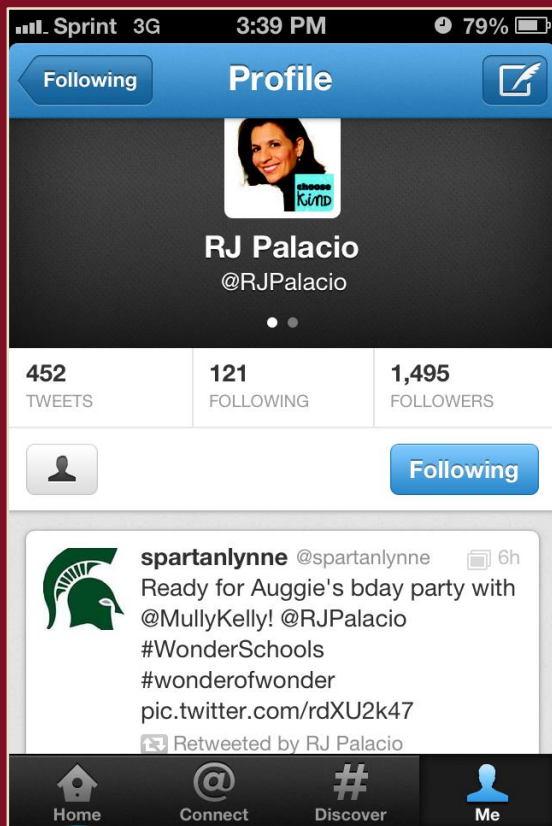 Sprint 3G 3:39 PM 79%
Following Profile
choose
KiND
RJ Palacio
@RJPalacio
452 121 1,495
TWEETS FOLLOWING FOLLOWERS
Following
spartanlynne @spartanlynne 6h
Ready for Auggie's bday party with
@MullyKelly! @RJPalacio
#WonderSchools
#wonderofwonder
pic.twitter.com/rdXU2k47
Retweeted by RJ Palacio
@ #
Home Connect Discover Me